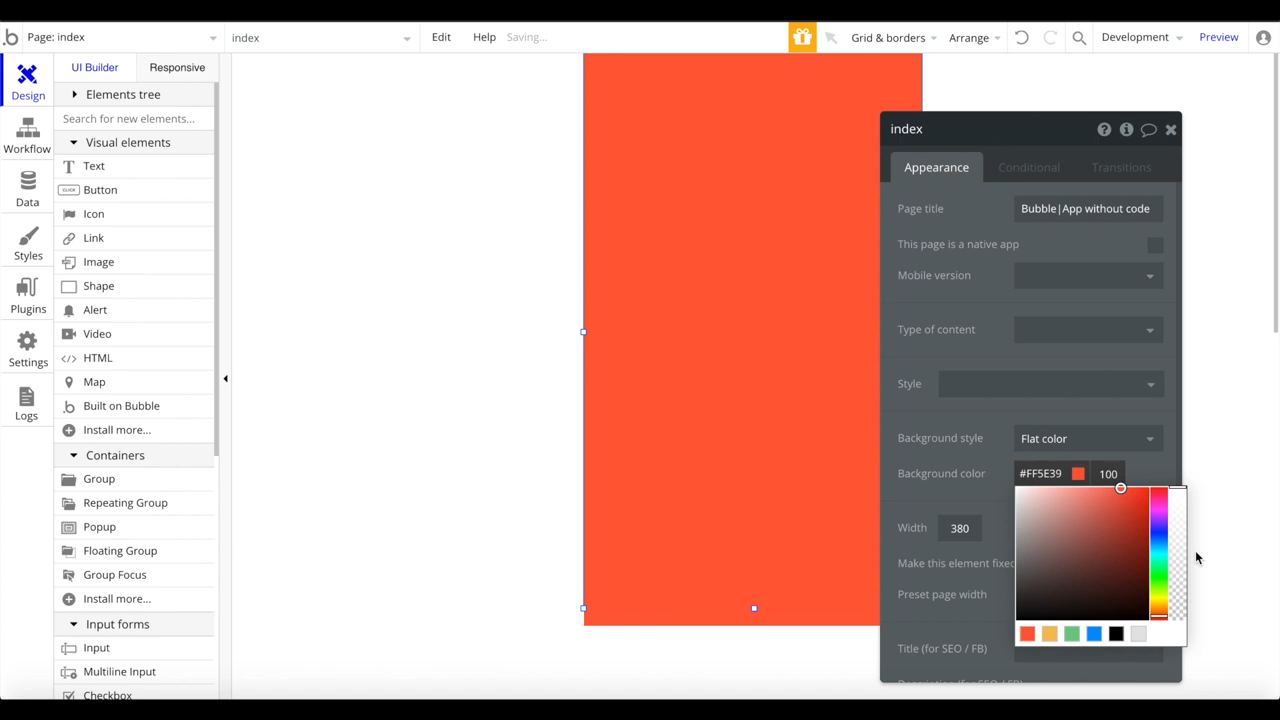 Page: index
index
Edit
Help
Saving...
Grid & borders
Arrange
Development
Preview
Design
Workflow
Data
Styles
Plugins
Settings
Logs
UI Builder
Responsive
Elements tree
Search for new elements...
Visual elements
Text
CLICK Button
Icon
Link
Image
Shape
Alert
Video
</> HTML
Map
Built on Bubble
Install more...
Containers
Group
Repeating Group
Popup
Floating Group
Group Focus
Install more...
Input forms
Input
Multiline Input
Checkbox
index
Appearance
Conditional
Transitions
Page title
Bubble|App without code
This page is a native app
Mobile version
Type of content
Style
Background style
Flat color
Background color
#FF5E39
100
Width
380
Make this element fixed
Preset page width
Title (for SEO / FB)
Description (for SEO / FB)